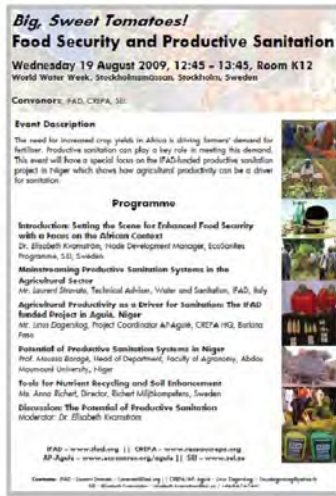 Big, Sweet Tomatoes!
Food Security and Productive Sanitation
Wednesday 19 August 2009, 12:45 - 13:45, Room K12
World Water Week, Stockholmsmässan, Stockholm, Sweden
Convenors: IFAD, CREPA, SEI
Event Description
The need for increased crop yields in Africa is driving farmers' demand for
fertiliser. Productive sanitation can play a key role in meeting this demand.
This event will have a special focus on the IFAD-funded productive sanitation
project in Niger which shows how agricultural productivity can be a driver
for sanitation.
Programme
Introduction: Setting the Scene for Enhanced Food Security
with a Focus on the African Context
Dr. Elisabeth Kvarnström, Node Development Manager, EcoSanRes
Programme, SEI, Sweden
Mainstreaming Productive Sanitation Systems in the
Agricultural Sector
Mr. Laurent Stravato, Technical Adviser, Water and Sanitation, IFAD, Italy
Agricultural Productivity as a Driver for Sanitation: The IFAD
funded Project in Aguie, Niger
Mr. Linus Dagerskog, Project Coordinator AP-Aguié, CREPA HQ, Burkina
Faso
Potential of Productive Sanitation Systems in Niger
Prof. Moussa Baragé, Head of Department, Faculty of Agronomy, Abdou
Moumouni University, Niger
Tools for Nutrient Recycling and Soil Enhancement
Ms. Anna Richert, Director, Richert Miljökompetens, Sweden
Discussion: The Potential of Productive Sanitation
Moderator: Dr. Elisabeth Kvarnström
IFAD - www.ifad.org || CREPA - www.reseaucrepa.org
AP-Aguie - www.ecosanres.org/aguie || SEI - www.sei.se
Contacts: IFAD - Laurent Stravato